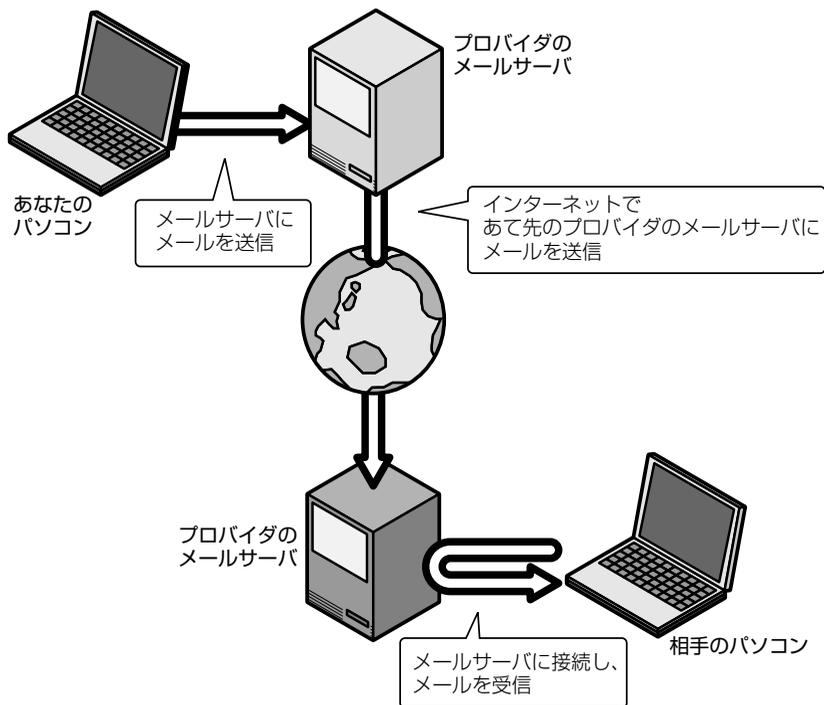 プロバイダの
メールサーバ
あなたの
パソコン
メールサーバに
メールを送信
インターネットで
あて先のプロバイダのメールサーバに
メールを送信
プロバイダの
メールサーバ
相手のパソコン
メールサーバに接続し、
メールを受信